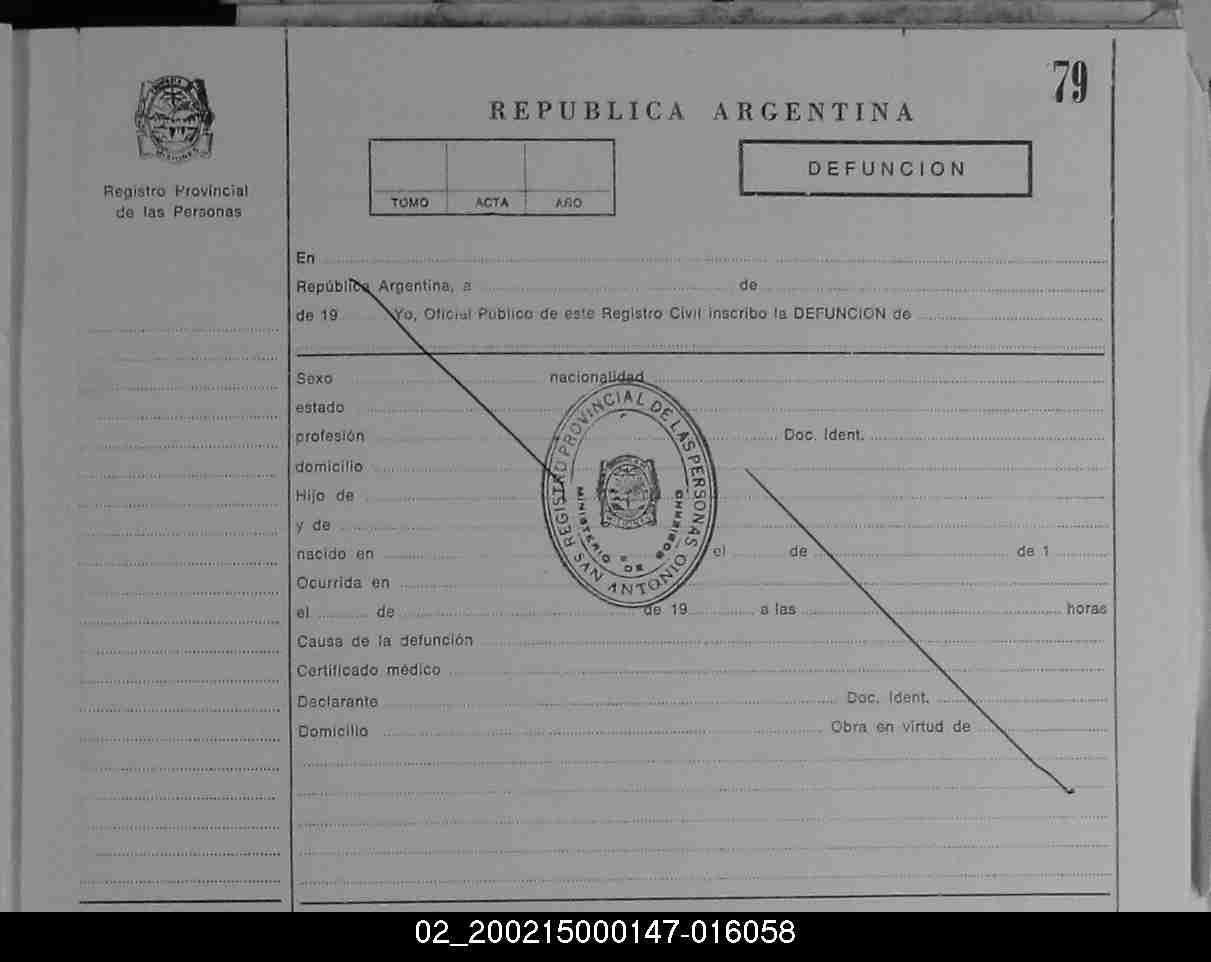 79
REPUBLICA ARGENTINA
MISIONES
Registro Provincial
de las Personas
TOMO ACTA AÑO
DEFUNCION
En
República Argentina, a de
de 19 Yo, Oficial Público de este Registro Civil inscribo la DEFUNCION de
Sexo nacionalidad
estado
profesión Doc. Ident.
domicilio
Hijo de
y de
nacido en el de de 1
Ocurrida en
el de de 19 a las horas
Causa de la defunción
Certificado médico
Declarante Doc. Ident.
Domicilio Obra en virtud de
REGISTRO PROVINCIAL DE LAS PERSONAS
MINISTERIO DE GOBIERNO
SAN ANTONIO
02_200215000147-016058